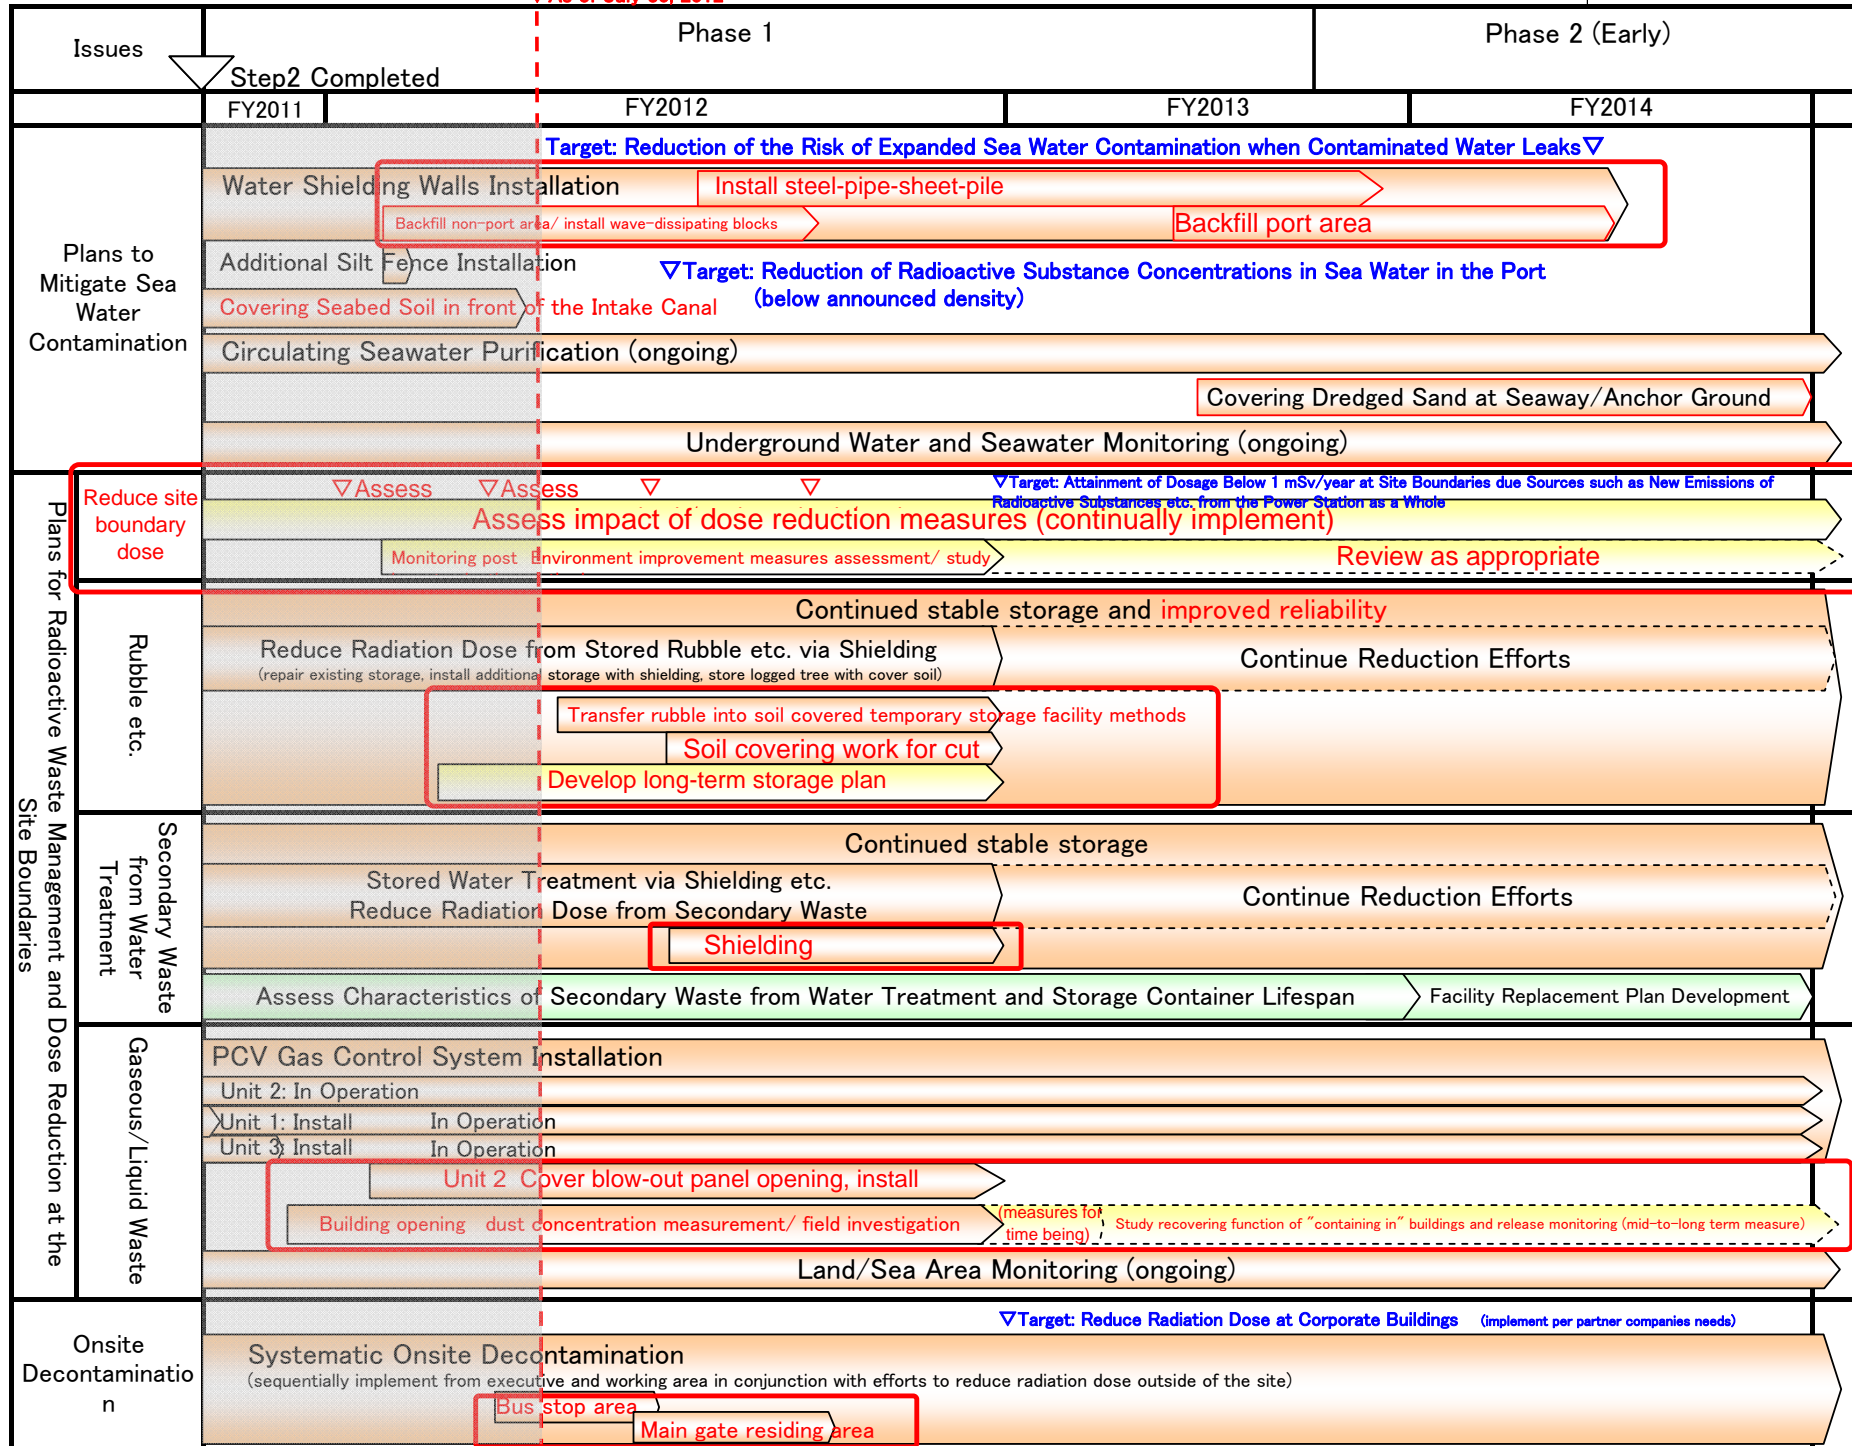 Issues
Phase 1
Phase 2 (Early)
Step2 Completed
FY2011
FY2012
FY2013
FY2014
Plans to
Mitigate Sea
Water
Contamination
Target: Reduction of the Risk of Expanded Sea Water Contamination when Contaminated Water Leaks▽
Water Shielding Walls Installation
Install steel-pipe-sheet-pile
Backfill non-port area/ install wave-dissipating blocks
Backfill port area
Additional Silt Fence Installation
▽Target: Reduction of Radioactive Substance Concentrations in Sea Water in the Port
(below announced density)
Covering Seabed Soil in front of the Intake Canal
Circulating Seawater Purification (ongoing)
Covering Dredged Sand at Seaway/Anchor Ground
Underground Water and Seawater Monitoring (ongoing)
Plans for Radioactive Waste Management and Dose Reduction at the
Site Boundaries
Reduce site
boundary
dose
▽Assess ▽Assess ▽ ▽
▽Target: Attainment of Dosage Below 1 mSv/year at Site Boundaries due Sources such as New Emissions of
Radioactive Substances etc. from the Power Station as a Whole
Assess impact of dose reduction measures (continually implement)
Monitoring post Environment improvement measures assessment/ study
Review as appropriate
Rubble etc.
Continued stable storage and improved reliability
Reduce Radiation Dose from Stored Rubble etc. via Shielding
(repair existing storage, install additional storage with shielding, store logged tree with cover soil)
Continue Reduction Efforts
Transfer rubble into soil covered temporary storage facility methods
Soil covering work for cut
Develop long-term storage plan
Secondary Waste
from Water
Treatment
Continued stable storage
Stored Water Treatment via Shielding etc.
Reduce Radiation Dose from Secondary Waste
Continue Reduction Efforts
Shielding
Assess Characteristics of Secondary Waste from Water Treatment and Storage Container Lifespan
Facility Replacement Plan Development
Gaseous/Liquid Waste
PCV Gas Control System Installation
Unit 2: In Operation
Unit 1: Install In Operation
Unit 3: Install In Operation
Unit 2 Cover blow-out panel opening, install
Building opening dust concentration measurement/ field investigation
(measures for
time being)
Study recovering function of "containing in" buildings and release monitoring (mid-to-long term measure)
Land/Sea Area Monitoring (ongoing)
Onsite
Decontaminatio
n
▽Target: Reduce Radiation Dose at Corporate Buildings (implement per partner companies needs)
Systematic Onsite Decontamination
(sequentially implement from executive and working area in conjunction with efforts to reduce radiation dose outside of the site)
Bus stop area
Main gate residing area